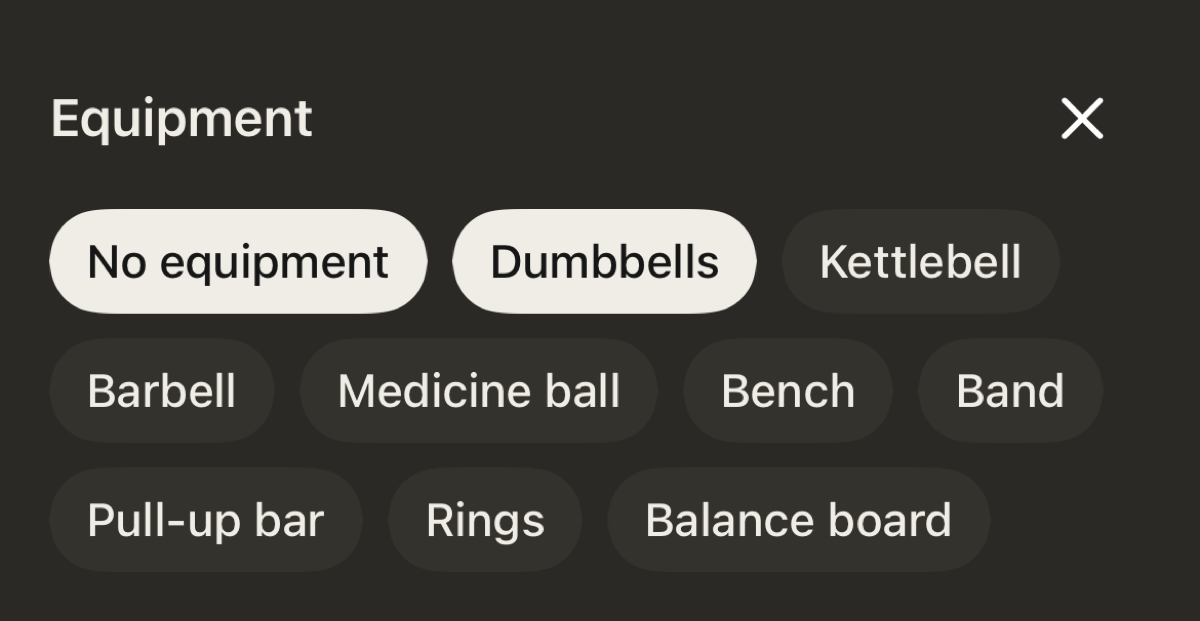 Equipment
No equipment Dumbbells Kettlebell
Barbell Medicine ball Bench Band
Pull-up bar Rings Balance board